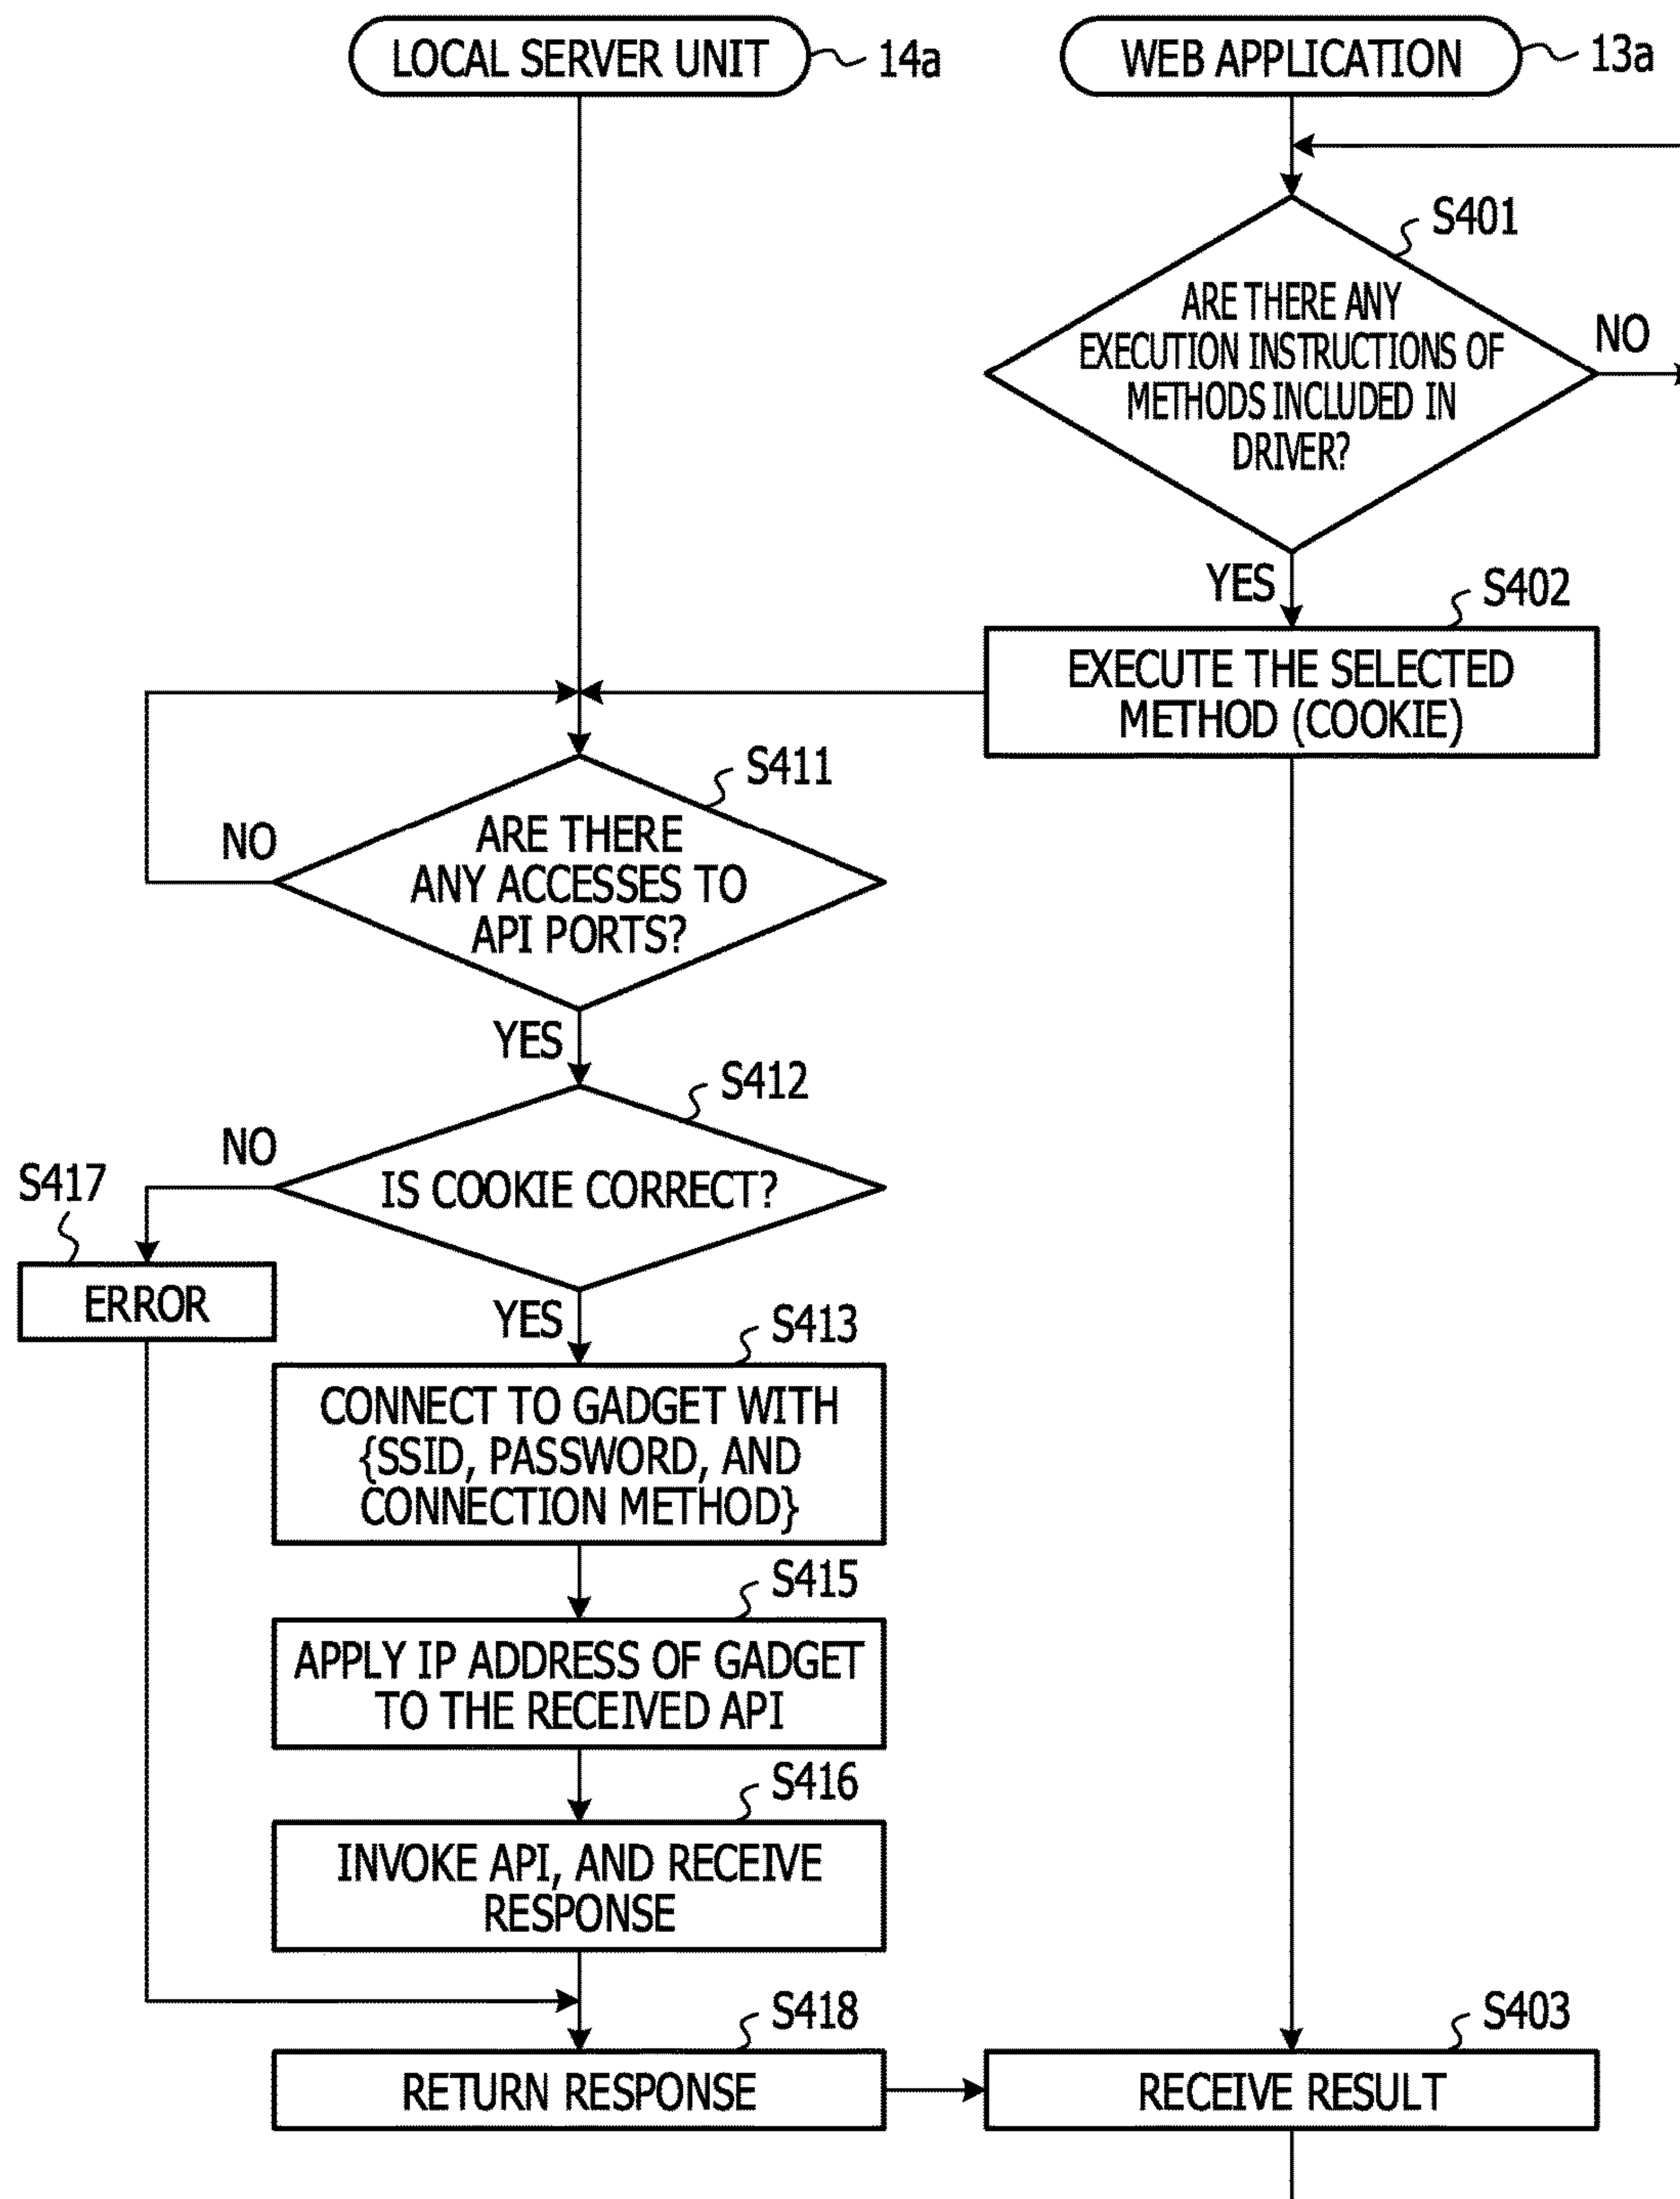 LOCAL SERVER UNIT
14a
WEB APPLICATION
13a
S401
ARE THERE ANY
EXECUTION INSTRUCTIONS OF
METHODS INCLUDED IN
DRIVER?
NO
YES
S402
EXECUTE THE SELECTED
METHOD (COOKIE)
S411
ARE THERE
ANY ACCESSES TO
API PORTS?
NO
YES
S412
IS COOKIE CORRECT?
NO
S417
ERROR
YES
S413
CONNECT TO GADGET WITH
{SSID, PASSWORD, AND
CONNECTION METHOD}
S415
APPLY IP ADDRESS OF GADGET
TO THE RECEIVED API
S416
INVOKE API, AND RECEIVE
RESPONSE
S418
RETURN RESPONSE
S403
RECEIVE RESULT